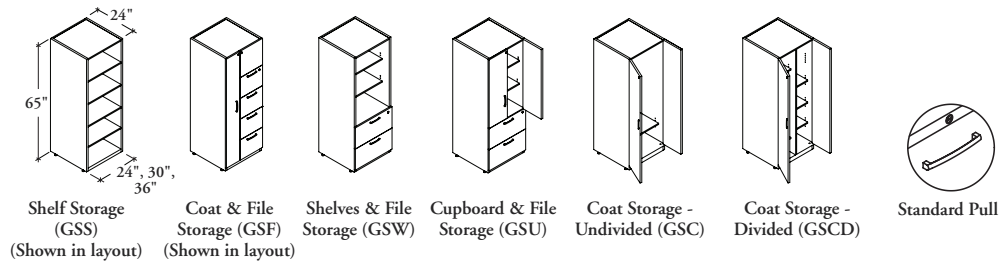 24"
65"
24", 30",
36"
Shelf Storage
(GSS)
(Shown in layout)
Coat & File
Storage (GSF)
(Shown in layout)
Shelves & File
Storage (GSW)
Cupboard & File
Storage (GSU)
Coat Storage -
Undivided (GSC)
Coat Storage -
Divided (GSCD)
Standard Pull